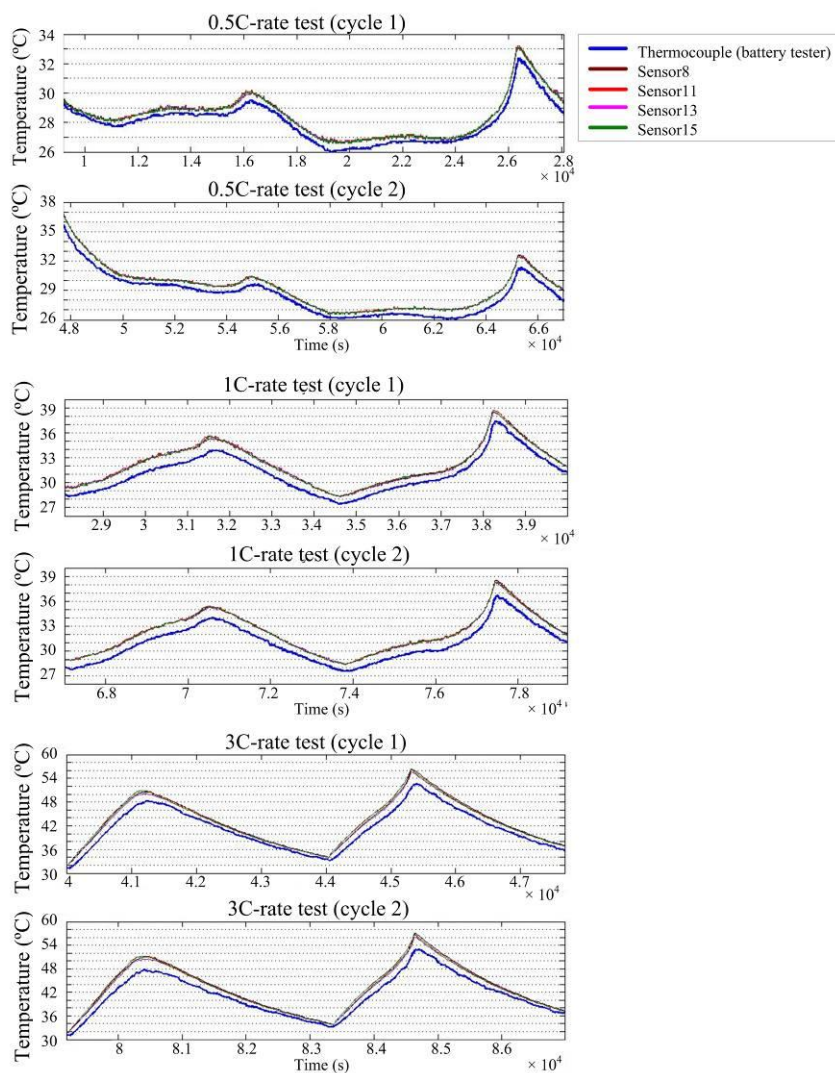 0.5C-rate test (cycle 1)
Temperature (ºC)
34
33
32
31
30
29
28
27
26
1 1.2 1.4 1.6 1.8 2 2.2 2.4 2.6 2.8
× 10⁴
Thermocouple (battery tester)
Sensor8
Sensor11
Sensor13
Sensor15
0.5C-rate test (cycle 2)
Temperature (ºC)
38
35
32
29
26
4.8 5 5.2 5.4 5.6 5.8 6 6.2 6.4 6.6
× 10⁴
Time (s)
1C-rate test (cycle 1)
Temperature (ºC)
39
36
33
30
27
2.9 3 3.1 3.2 3.3 3.4 3.5 3.6 3.7 3.8 3.9
× 10⁴
1C-rate test (cycle 2)
Temperature (ºC)
39
36
33
30
27
6.8 7 7.2 7.4 7.6 7.8
× 10⁴
Time (s)
3C-rate test (cycle 1)
Temperature (ºC)
60
54
48
42
36
30
4 4.1 4.2 4.3 4.4 4.5 4.6 4.7
× 10⁴
3C-rate test (cycle 2)
Temperature (ºC)
60
54
48
42
36
30
8 8.1 8.2 8.3 8.4 8.5 8.6
× 10⁴
Time (s)